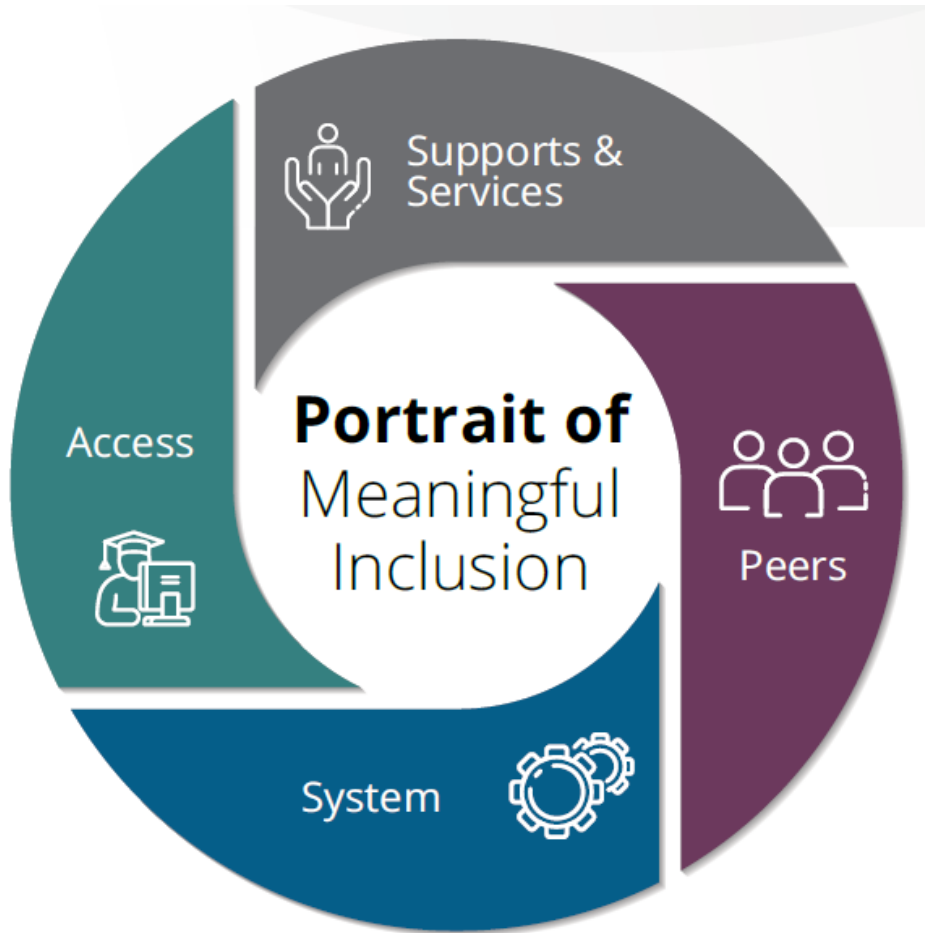 Supports &
Services
Access
Portrait of
Meaningful
Inclusion
Peers
System